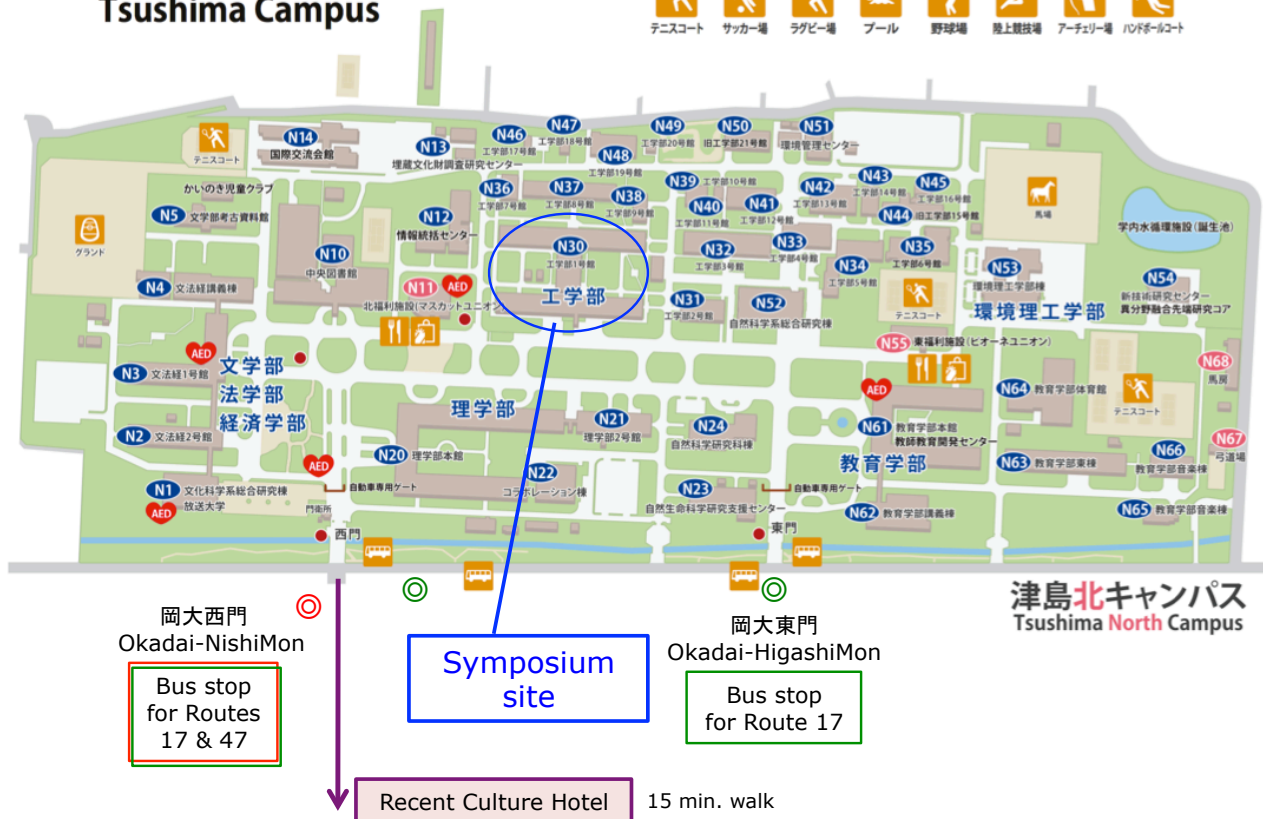 Tsushima Campus
テニスコート サッカー場 ラグビー場 プール 野球場 陸上競技場 アーチェリー場 ハンドボールコート
テニスコート
N14
国際交流会館
N13
埋蔵文化財調査研究センター
N46
工学部17号館
N47
工学部18号館
N48
工学部19号館
N49
工学部20号館
N50
旧工学部21号館
N51
環境管理センター
かいのき児童クラブ
N5 文学部考古資料館
グランド
N10
中央図書館
N12
情報統括センター
N36
工学部7号館
N37
工学部8号館
N38
工学部9号館
N39 工学部10号館
N40
工学部11号館
N41
工学部12号館
N42
工学部13号館
N43
工学部14号館
N45
工学部16号館
N44 旧工学部15号館
馬場
学内水循環施設(誕生池)
N4 文法経講義棟
N11 AED
北福利施設(マスカットユニオン)
N30
工学部1号館
工学部
N32
工学部3号館
N33
工学部4号館
N34
工学部5号館
N35
工学部6号館
N31
工学部2号館
N52
自然科学系総合研究棟
テニスコート
N53
環境理工学部棟
環境理工学部
N54
新技術研究センター
異分野融合先端研究コア
N55 東福利施設(ピオーネユニオン)
N68
馬房
AED
N3 文法経1号館
文学部
法学部
経済学部
N2 文法経2号館
AED
N1 文化科学系総合研究棟
放送大学
AED
理学部
N20 理学部本館
N21
理学部2号館
N22
コラボレーション棟
N24
自然科学研究科棟
N23
自然生命科学研究支援センター
AED
N61 教育学部本館
教師教育開発センター
教育学部
N62 教育学部講義棟
N64 教育学部体育館
N63 教育学部東棟
テニスコート
N66
教育学部音楽棟
N67
弓道場
N65 教育学部音楽棟
自動車専用ゲート
自動車専用ゲート
門衛所
西門
東門
津島北キャンパス
Tsushima North Campus
岡大西門
Okadai-NishiMon
Bus stop
for Routes
17 & 47
Symposium
site
岡大東門
Okadai-HigashiMon
Bus stop
for Route 17
Recent Culture Hotel 15 min. walk